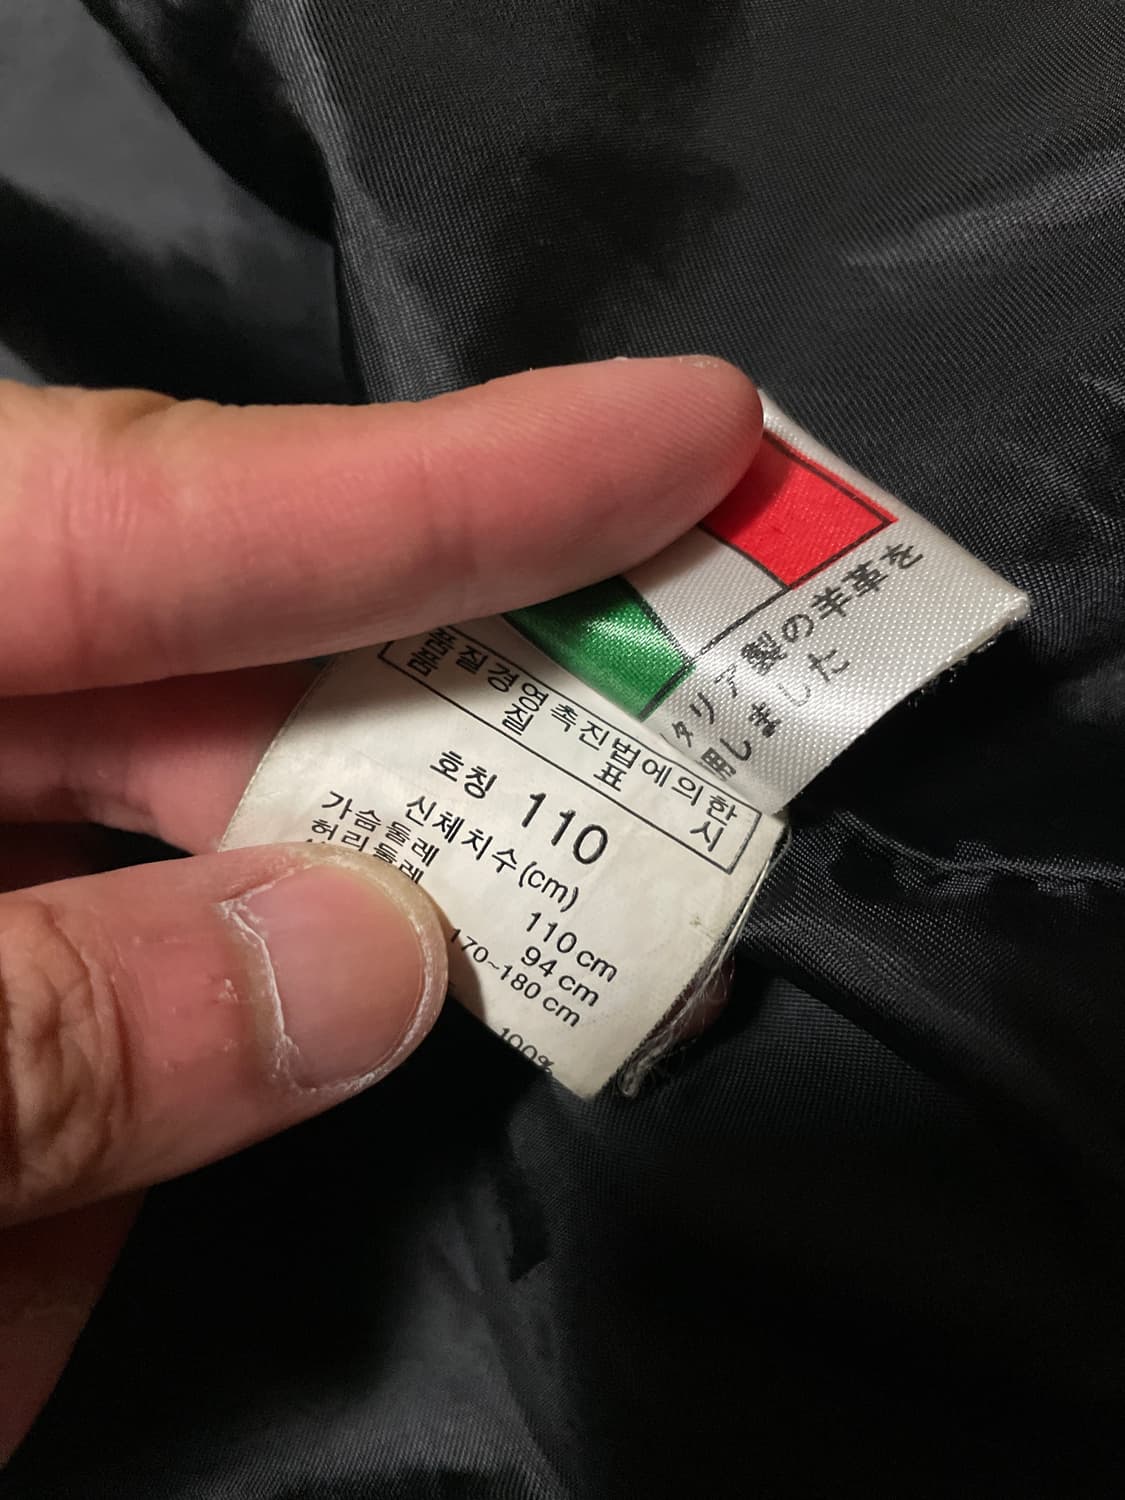 タリア製の羊革を
用しました
품질경영촉진법에의한
품 질 표 시
호칭 110
신체치수(cm)
가슴둘레 110 cm
허리둘레 94 cm
170~180 cm
100%